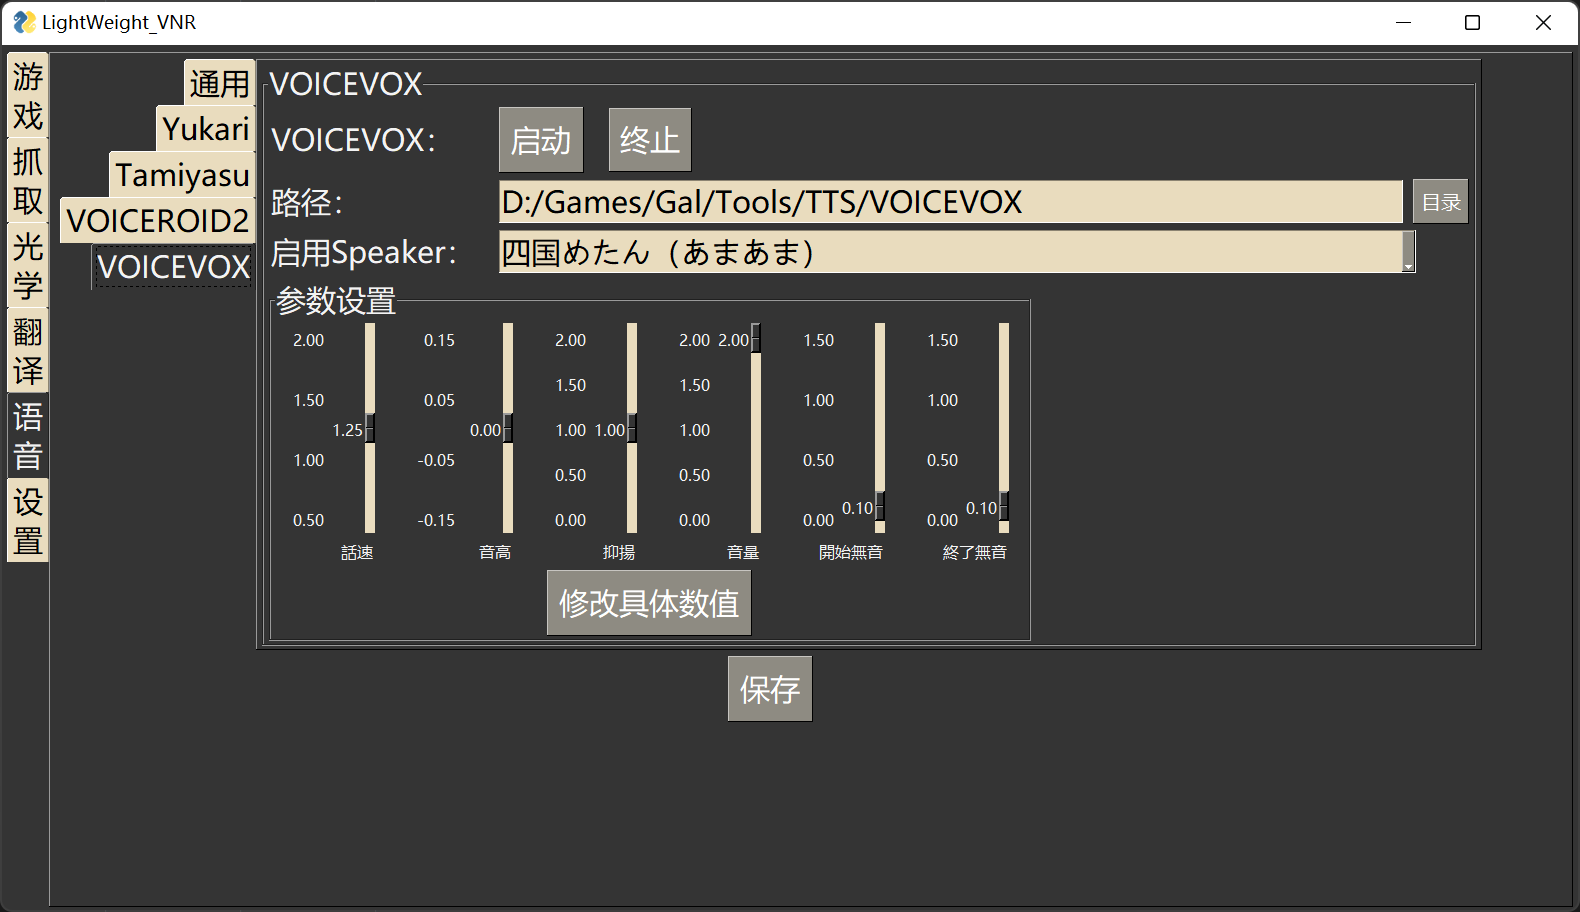 LightWeight_VNR
游戏
抓取
光学
翻译
语音
设置
通用
Yukari
Tamiyasu
VOICEROID2
VOICEVOX
VOICEVOX
VOICEVOX： 启动 终止
路径： D:/Games/Gal/Tools/TTS/VOICEVOX 目录
启用Speaker： 四国めたん（あまあま）
参数设置
2.00 0.15 2.00 2.00 2.00 1.50 1.50
1.50 1.50
1.50 0.05 1.00 1.00
1.25 0.00 1.00 1.00 1.00
1.00 -0.05 0.50 0.50
0.50 0.50
0.10 0.10
0.50 -0.15 0.00 0.00 0.00 0.00
話速 音高 抑揚 音量 開始無音 終了無音
修改具体数值
保存